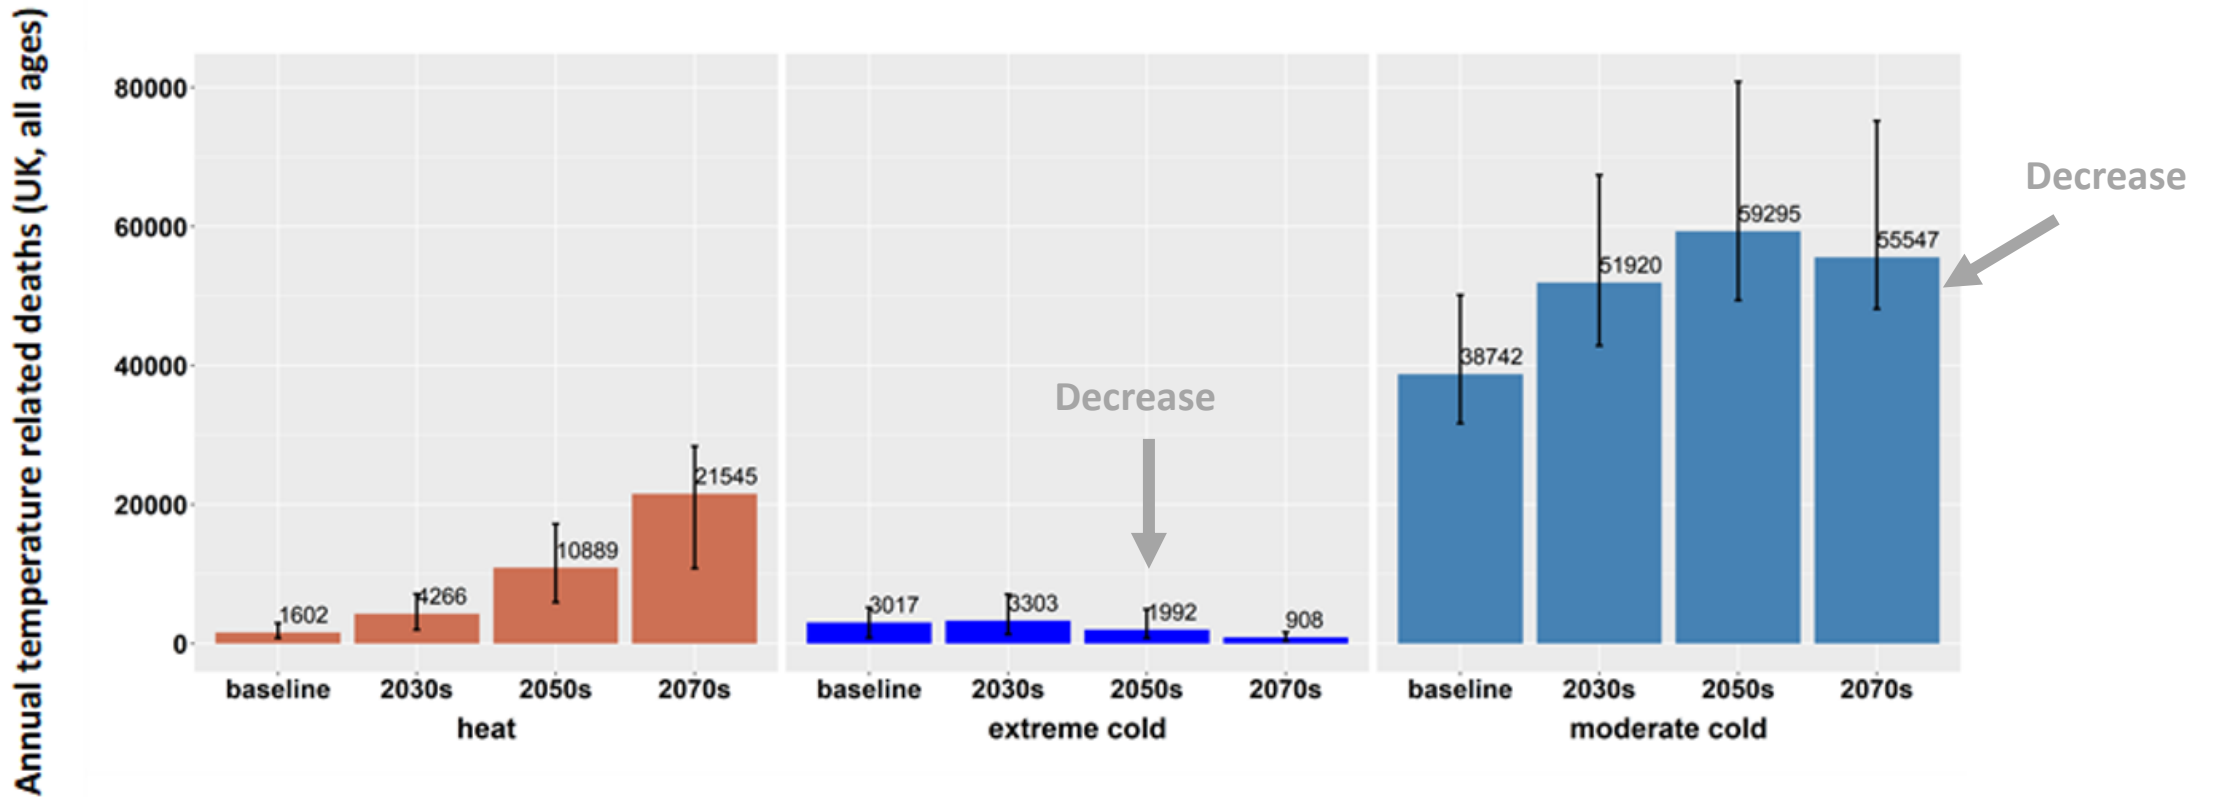 Annual temperature related deaths (UK, all ages)
80000
60000
40000
20000
0
1602
4266
10889
21545
baseline 2030s 2050s 2070s
heat
Decrease
3017
3303
1992
908
baseline 2030s 2050s 2070s
extreme cold
38742
51920
59295
55547
baseline 2030s 2050s 2070s
moderate cold
Decrease